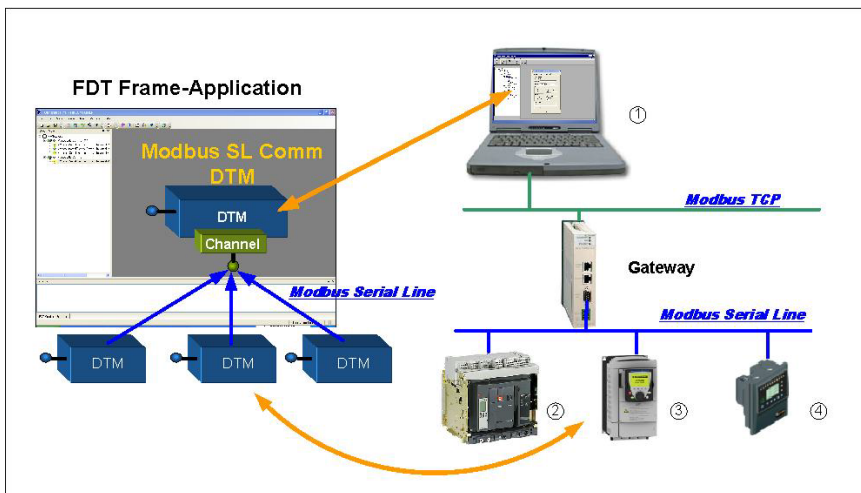 FDT Frame-Application
Modbus SL Comm
DTM
DTM
Channel
Modbus Serial Line
DTM
DTM
DTM
①
Modbus TCP
Gateway
Modbus Serial Line
②
③
④